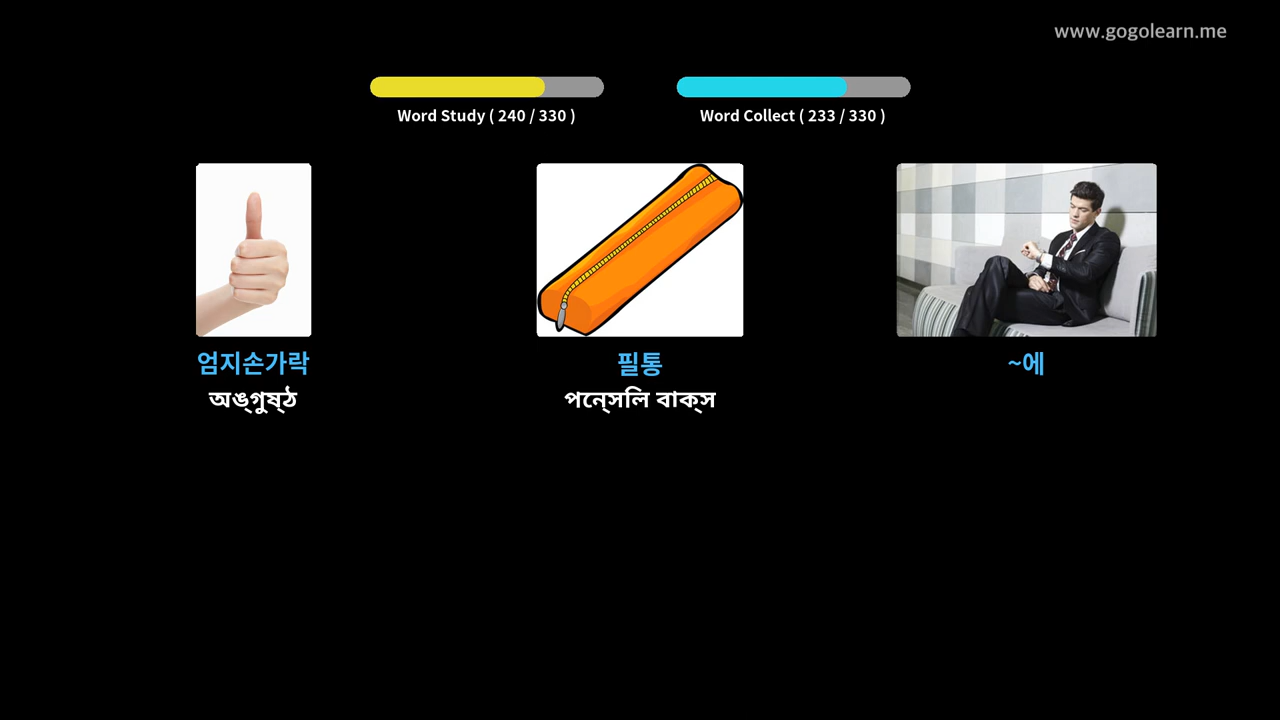 www.gogolearn.me
Word Study ( 240 / 330 )
Word Collect ( 233 / 330 )
엄지손가락
필통
~에
অঙ্গুষ্ঠ
পেন্সিল বাক্স